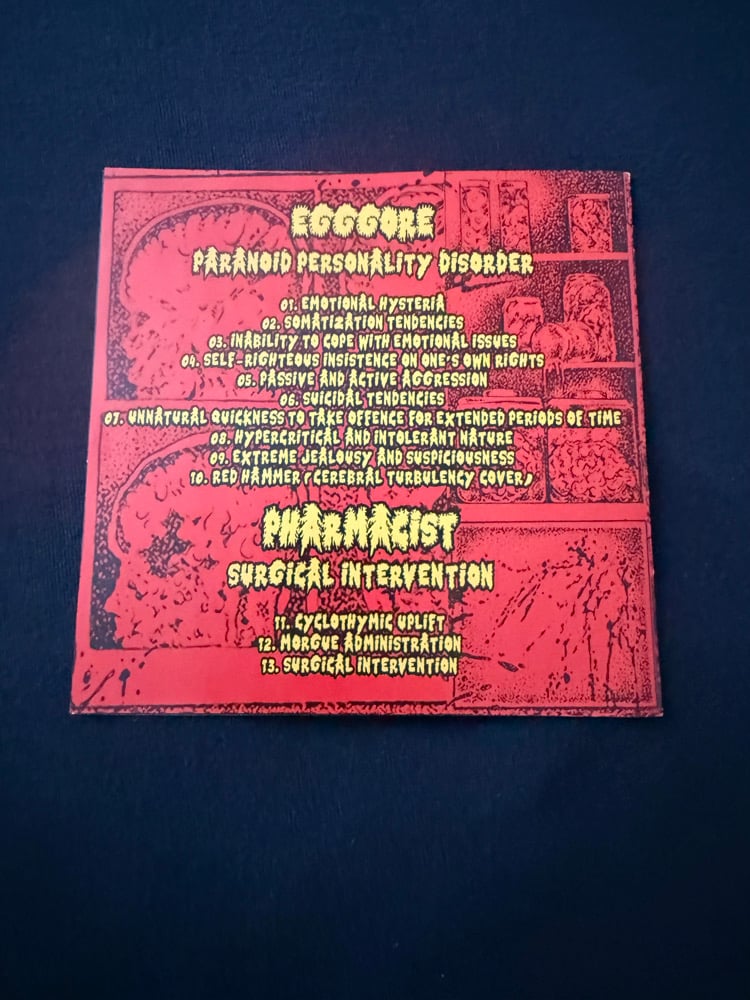 EGGGORE
PARANOID PERSONALITY DISORDER
01. EMOTIONAL HYSTERIA
02. SOMATIZATION TENDENCIES
03. INABILITY TO COPE WITH EMOTIONAL ISSUES
04. SELF-RIGHTEOUS INSISTENCE ON ONE'S OWN RIGHTS
05. PASSIVE AND ACTIVE AGGRESSION
06. SUICIDAL TENDENCIES
07. UNNATURAL QUICKNESS TO TAKE OFFENCE FOR EXTENDED PERIODS OF TIME
08. HYPERCRITICAL AND INTOLERANT NATURE
09. EXTREME JEALOUSY AND SUSPICIOUSNESS
10. RED HAMMER (CEREBRAL TURBULENCY COVER)
PHARMACIST
SURGICAL INTERVENTION
11. CYCLOTHYMIC UPLIFT
12. MORGUE ADMINISTRATION
13. SURGICAL INTERVENTION